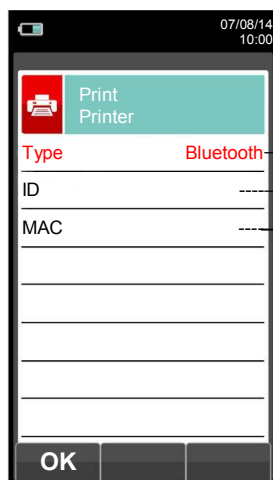 07/08/14
10:00
Print
Printer
Type Bluetooth
ID ----
MAC ----
OK